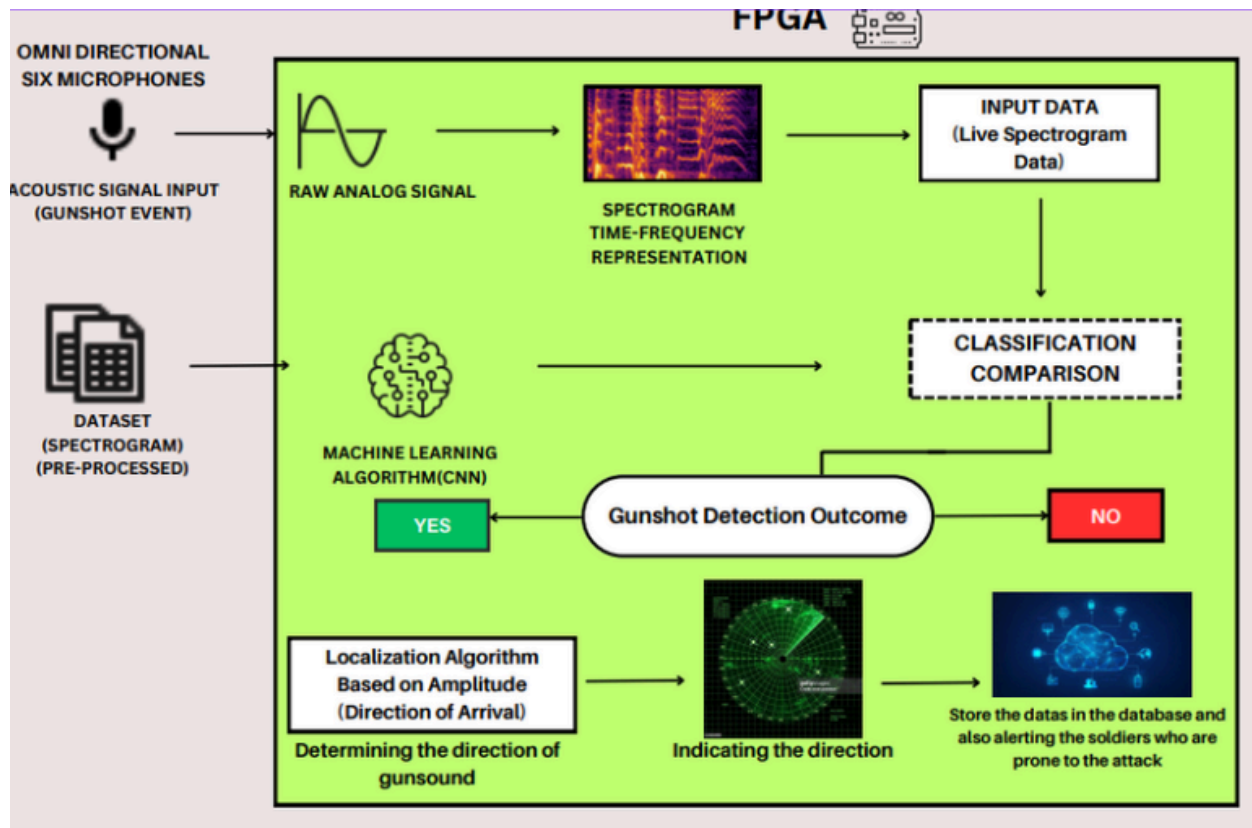 FPGA
OMNI DIRECTIONAL
SIX MICROPHONES
ACOUSTIC SIGNAL INPUT
(GUNSHOT EVENT)
RAW ANALOG SIGNAL
SPECTROGRAM
TIME-FREQUENCY
REPRESENTATION
INPUT DATA
(Live Spectrogram
Data)
DATASET
(SPECTROGRAM)
(PRE-PROCESSED)
MACHINE LEARNING
ALGORITHM(CNN)
CLASSIFICATION
COMPARISON
YES
Gunshot Detection Outcome
NO
Localization Algorithm
Based on Amplitude
(Direction of Arrival)
Determining the direction of
gunsound
Indicating the direction
Store the datas in the database and
also alerting the soldiers who are
prone to the attack